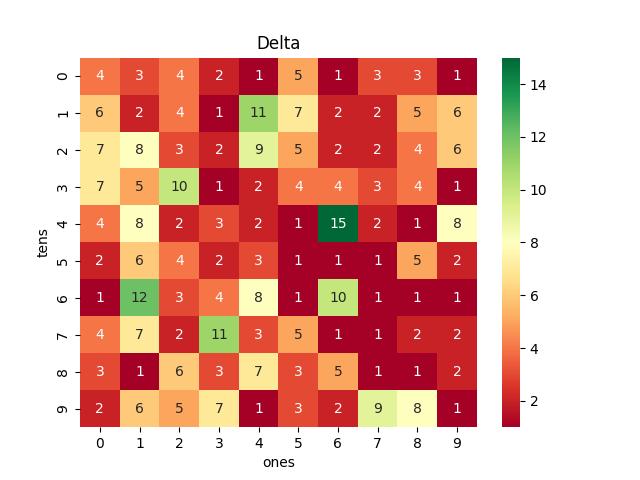 Delta
0 4 3 4 2 1 5 1 3 3 1
1 6 2 4 1 11 7 2 2 5 6
2 7 8 3 2 9 5 2 2 4 6
3 7 5 10 1 2 4 4 3 4 1
4 4 8 2 3 2 1 15 2 1 8
5 2 6 4 2 3 1 1 1 5 2
6 1 12 3 4 8 1 10 1 1 1
7 4 7 2 11 3 5 1 1 2 2
8 3 1 6 3 7 3 5 1 1 2
9 2 6 5 7 1 3 2 9 8 1
0 1 2 3 4 5 6 7 8 9
ones
tens
14
12
10
8
6
4
2